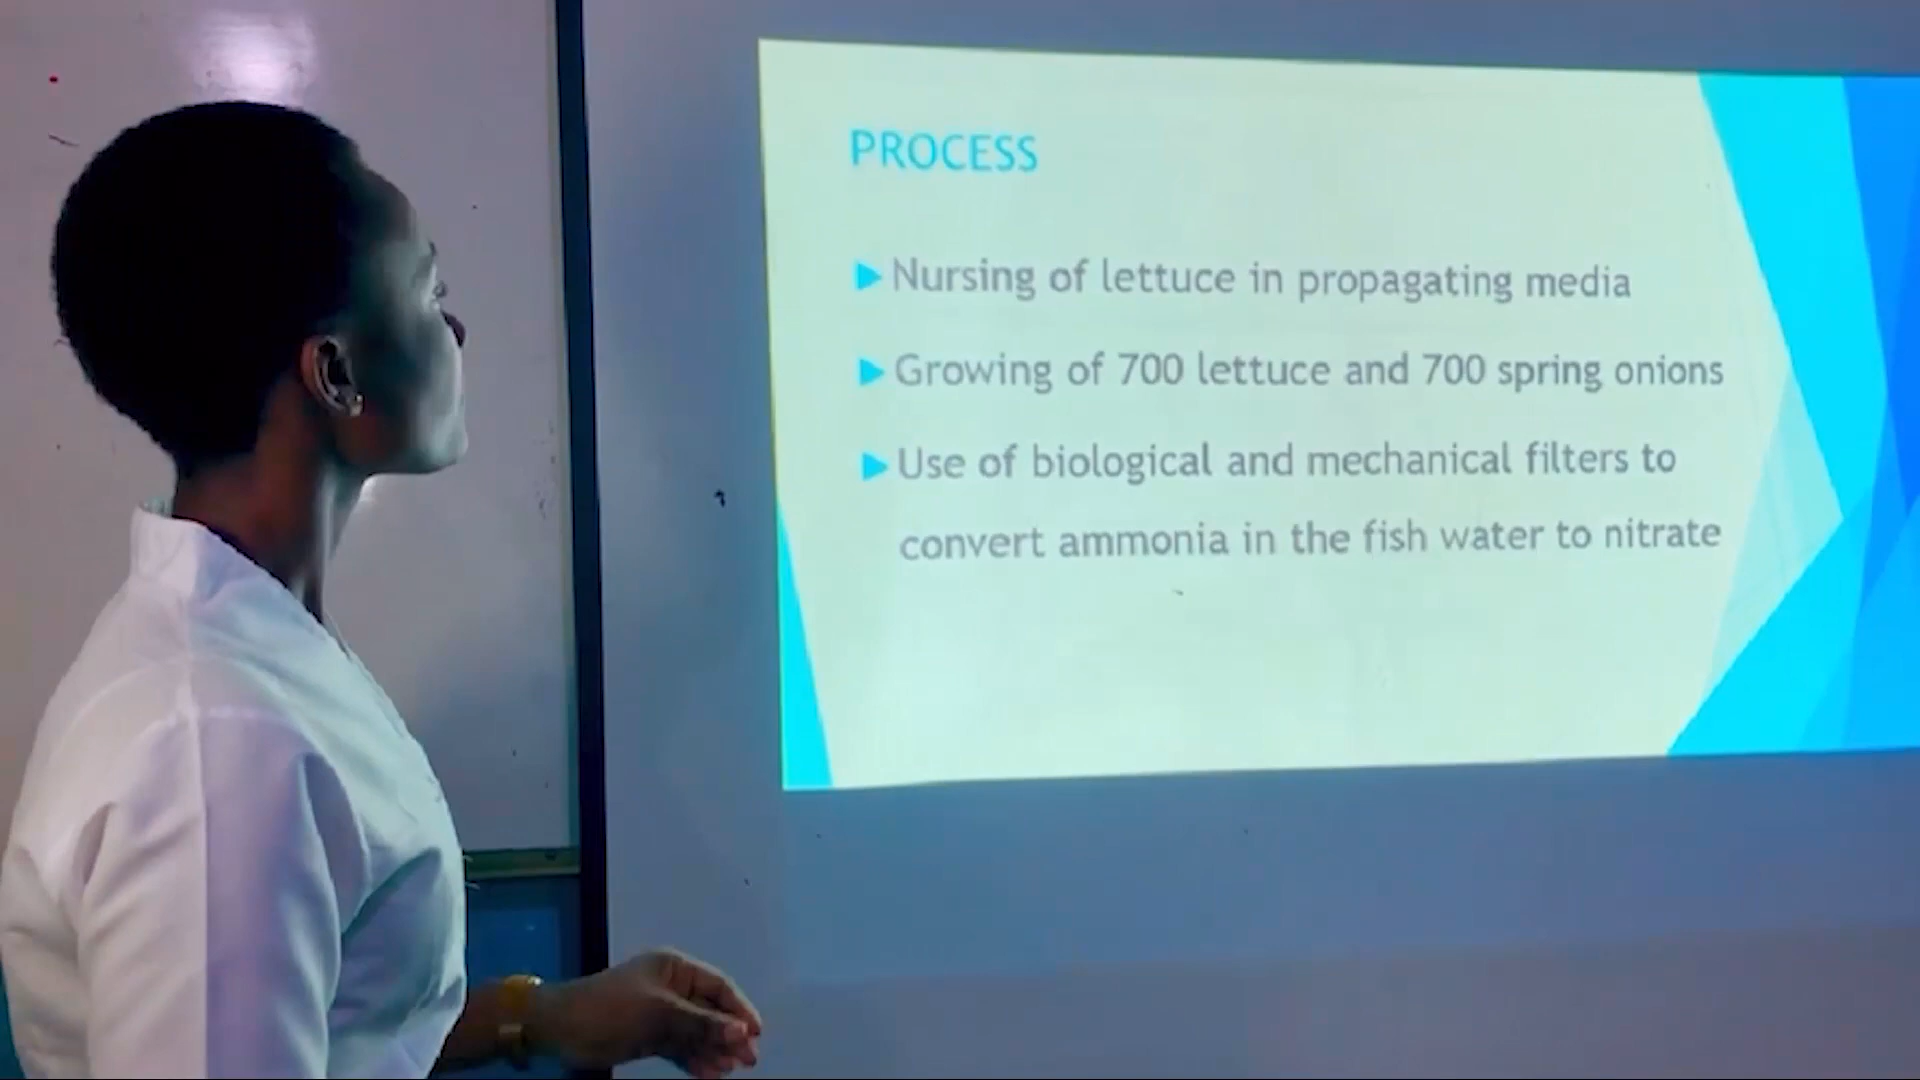 PROCESS
Nursing of lettuce in propagating media
Growing of 700 lettuce and 700 spring onions
Use of biological and mechanical filters to
convert ammonia in the fish water to nitrate